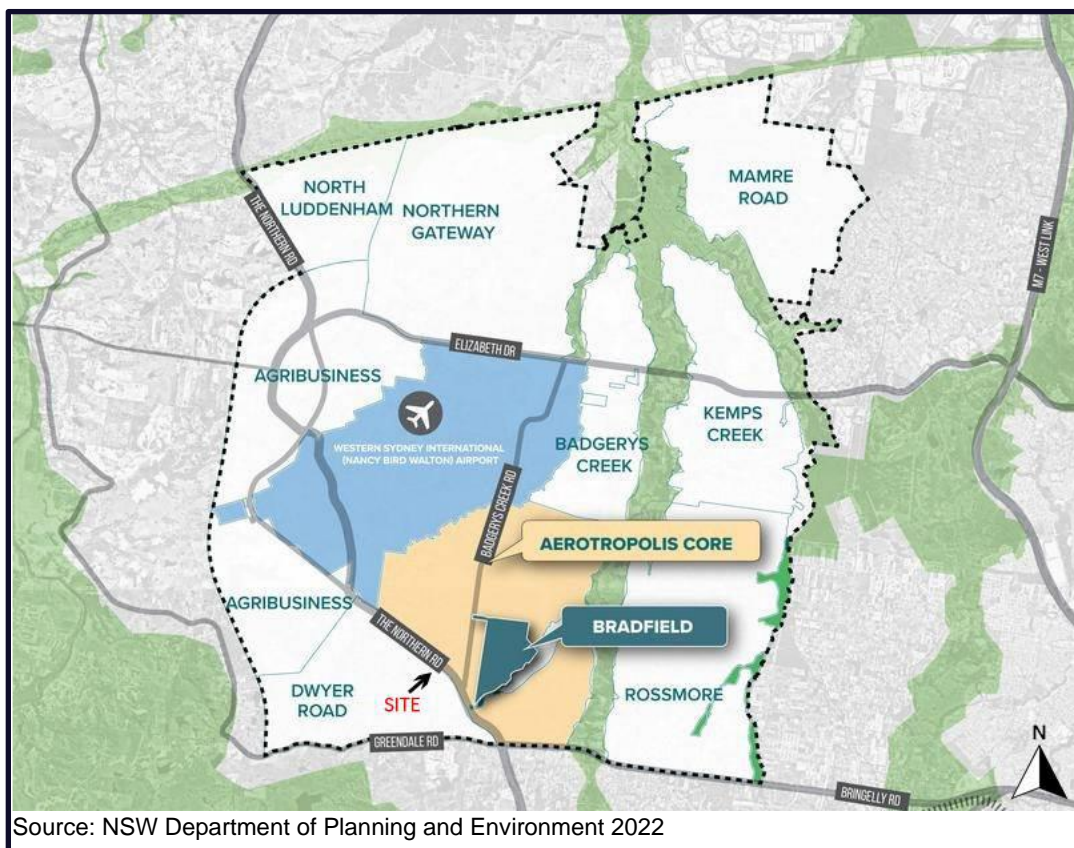 NORTH
LUDDENHAM
NORTHERN
GATEWAY
MAMRE
ROAD
THE NORTHERN RD
M7 - WEST LINK
ELIZABETH DR
AGRIBUSINESS
WESTERN SYDNEY INTERNATIONAL
(NANCY BIRD WALTON) AIRPORT
BADGERYS
CREEK
KEMPS
CREEK
BADGERYS CREEK RD
AEROTROPOLIS CORE
AGRIBUSINESS
BRADFIELD
THE NORTHERN RD
DWYER
ROAD
SITE
ROSSMORE
GREENDALE RD
N
BRINGELLY RD
Source: NSW Department of Planning and Environment 2022